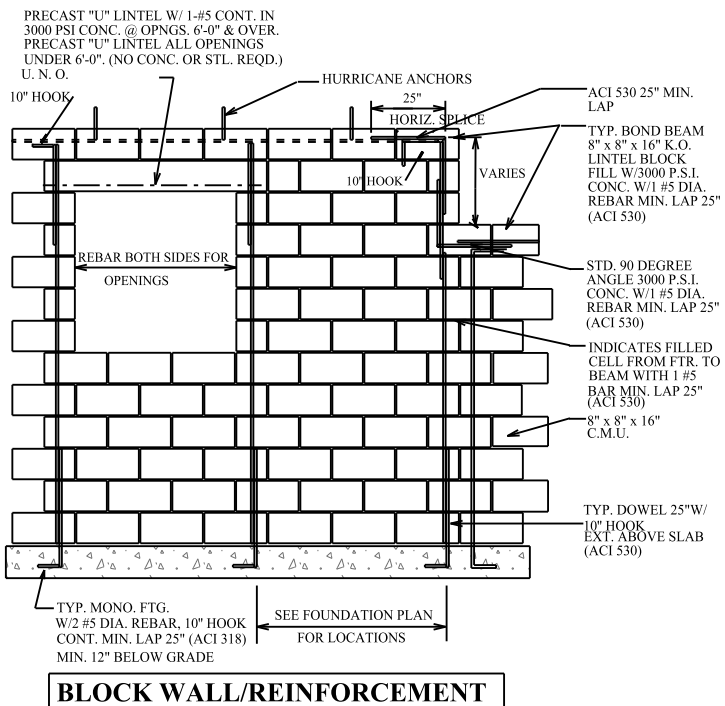 PRECAST "U" LINTEL W/ 1-#5 CONT. IN
3000 PSI CONC. @ OPNGS. 6'-0" & OVER.
PRECAST "U" LINTEL ALL OPENINGS
UNDER 6'-0". (NO CONC. OR STL. REQD.)
U. N. O.
10" HOOK
HURRICANE ANCHORS
25"
HORIZ. SPLICE
10" HOOK
VARIES
ACI 530 25" MIN.
LAP
TYP. BOND BEAM
8" x 8" x 16" K.O.
LINTEL BLOCK
FILL W/3000 P.S.I.
CONC. W/1 #5 DIA.
REBAR MIN. LAP 25"
(ACI 530)
REBAR BOTH SIDES FOR
OPENINGS
STD. 90 DEGREE
ANGLE 3000 P.S.I.
CONC. W/1 #5 DIA.
REBAR MIN. LAP 25"
(ACI 530)
INDICATES FILLED
CELL FROM FTR. TO
BEAM WITH 1 #5
BAR MIN. LAP 25"
(ACI 530)
8" x 8" x 16"
C.M.U.
TYP. DOWEL 25"W/
10" HOOK
EXT. ABOVE SLAB
(ACI 530)
TYP. MONO. FTG.
W/2 #5 DIA. REBAR, 10" HOOK
CONT. MIN. LAP 25" (ACI 318)
MIN. 12" BELOW GRADE
SEE FOUNDATION PLAN
FOR LOCATIONS
BLOCK WALL/REINFORCEMENT